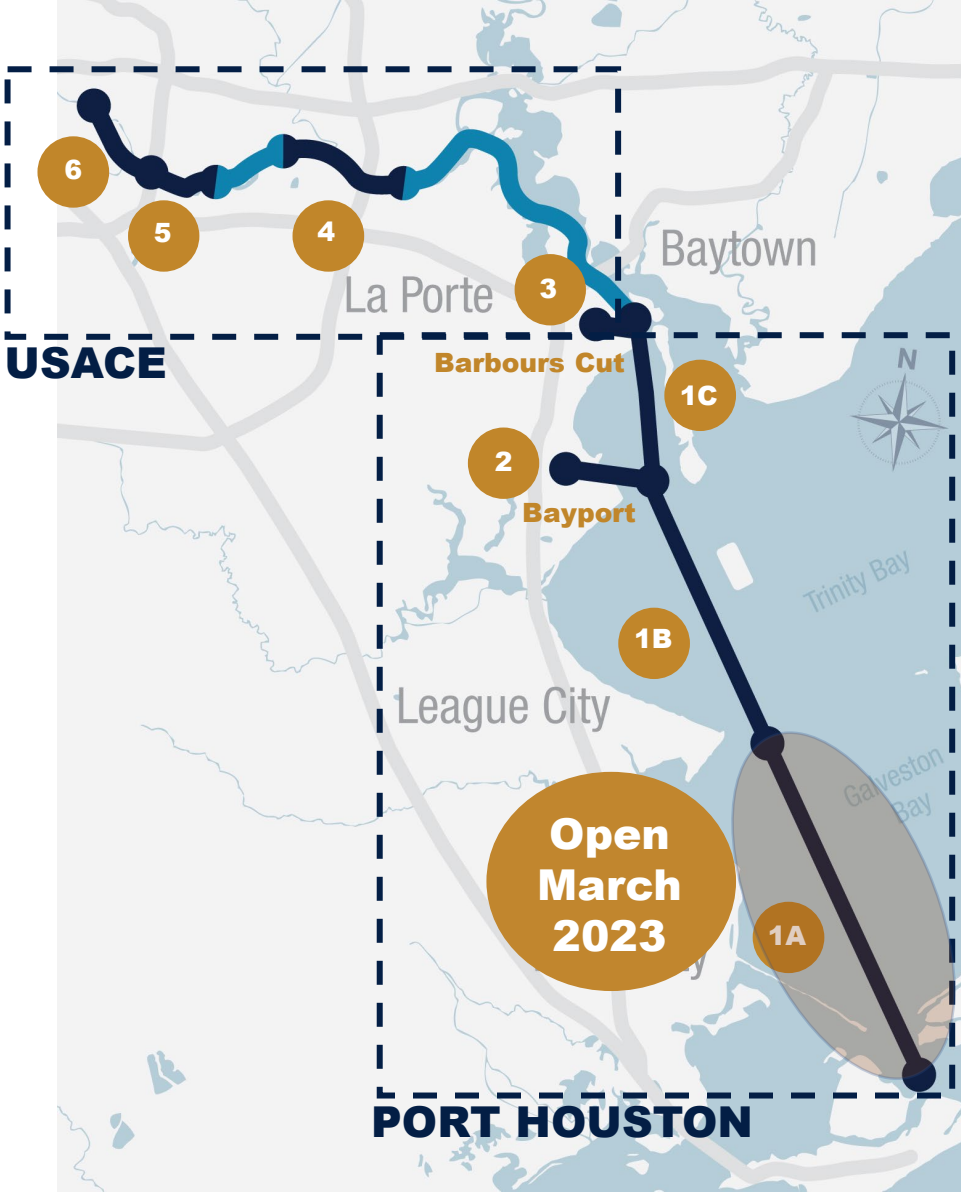 6
5
4
Baytown
La Porte
3
USACE
Barbours Cut
N
1C
2
Bayport
Trinity Bay
1B
League City
Galveston
Bay
Open
March
2023
1A
PORT HOUSTON